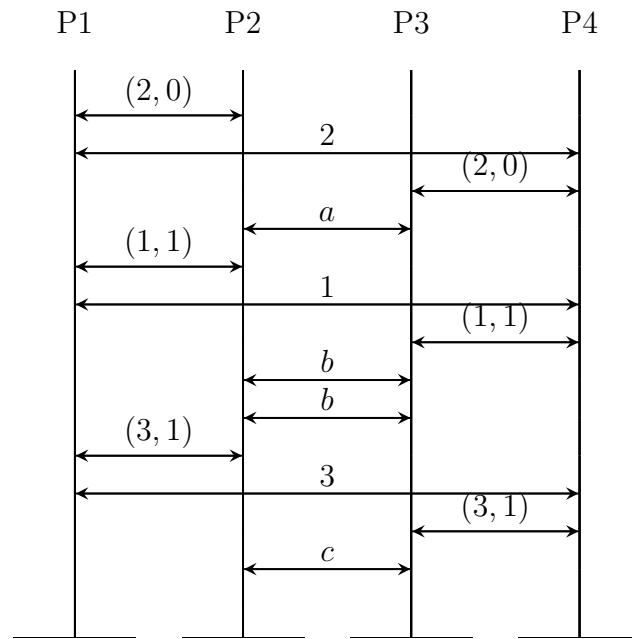 P1 P2 P3 P4
(2, 0)
2
(2, 0)
a
(1, 1)
1
(1, 1)
b
b
(3, 1)
3
(3, 1)
c